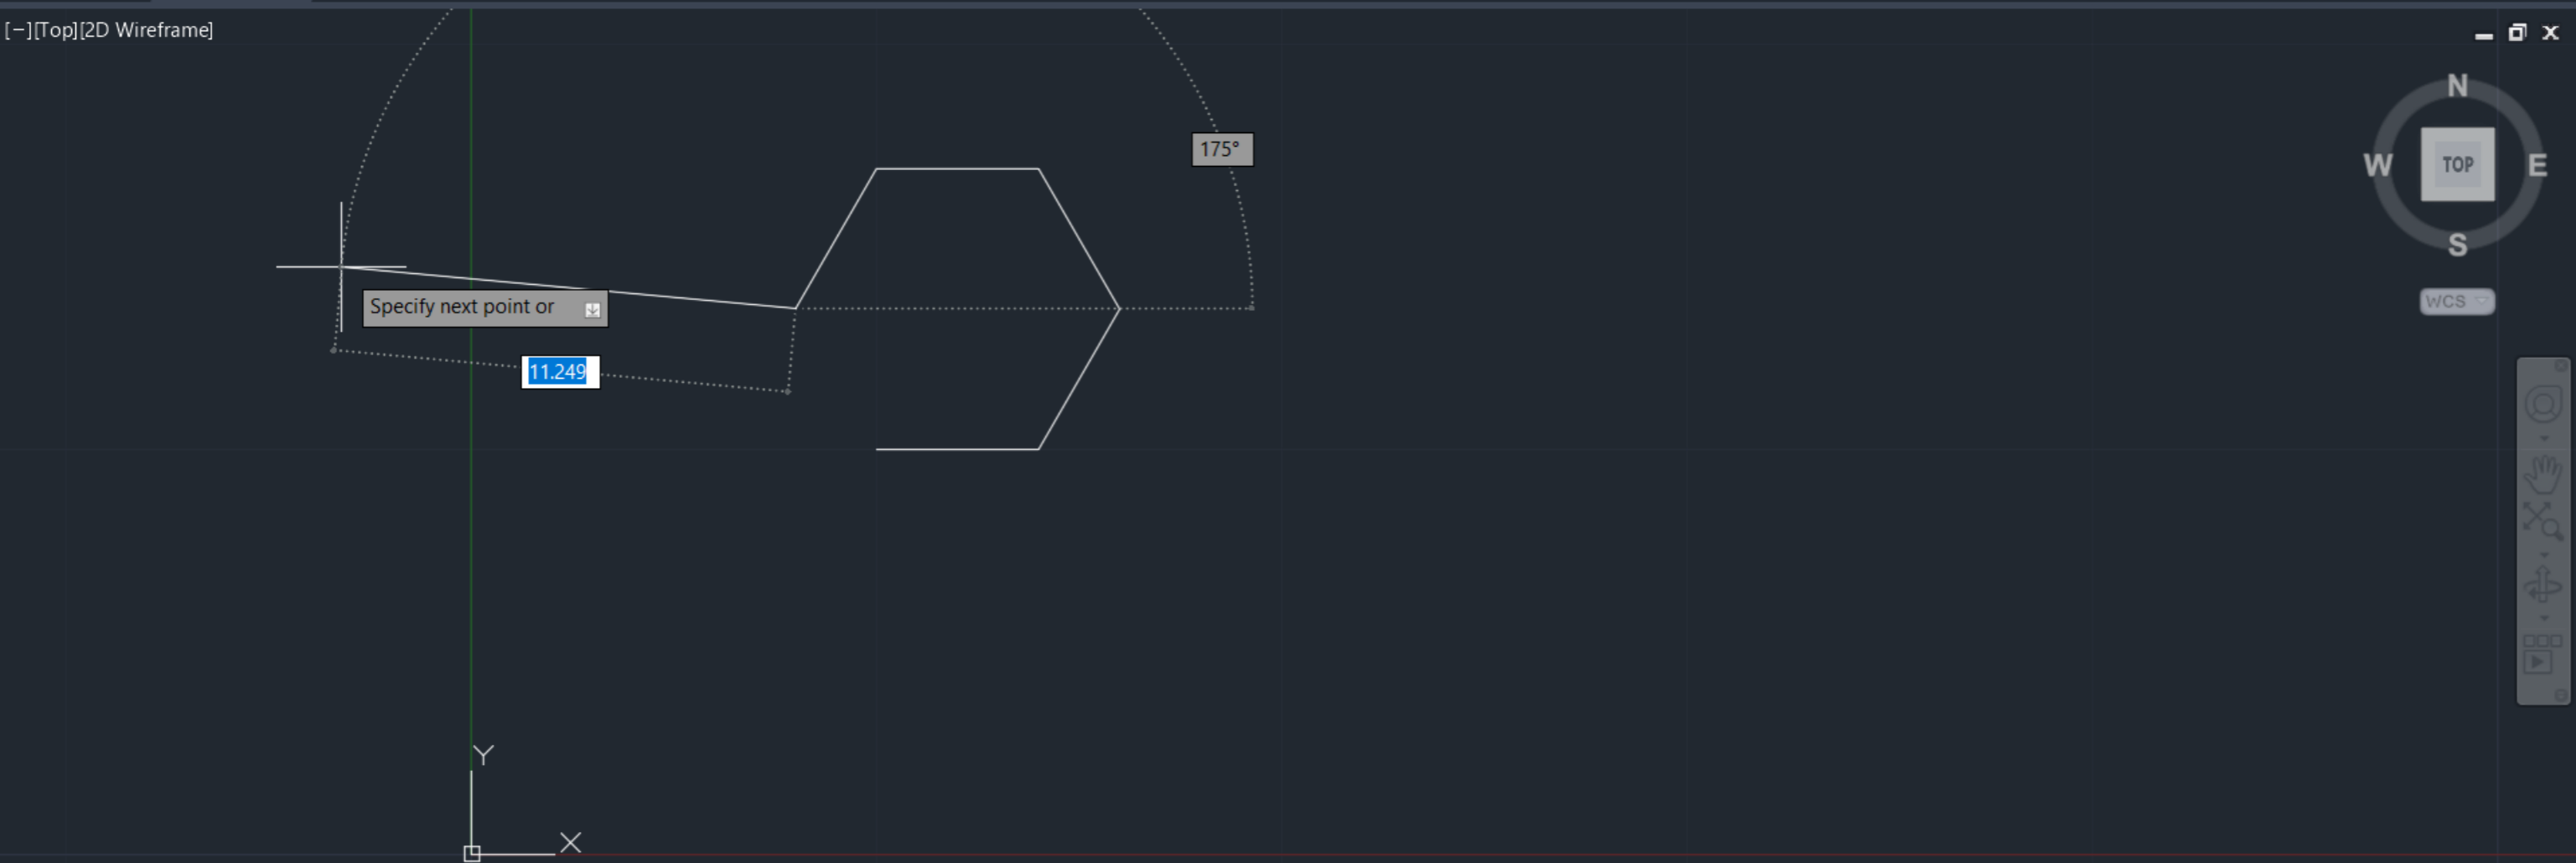 [−][Top][2D Wireframe]
N
W TOP E
S
WCS
175°
Specify next point or
11.249
Y
X